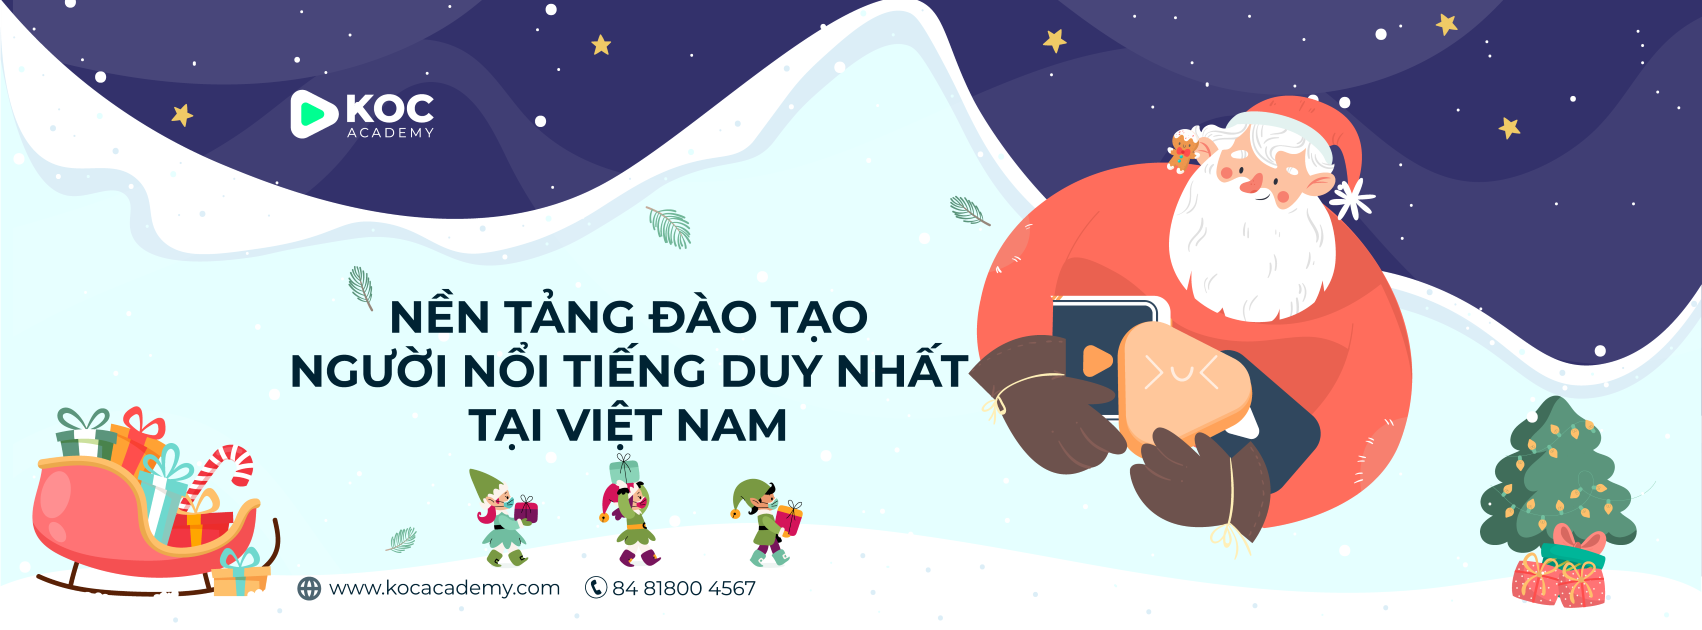 KOC
ACADEMY
NỀN TẢNG ĐÀO TẠO
NGƯỜI NỔI TIẾNG DUY NHẤT
TẠI VIỆT NAM
www.kocacademy.com 84 81800 4567